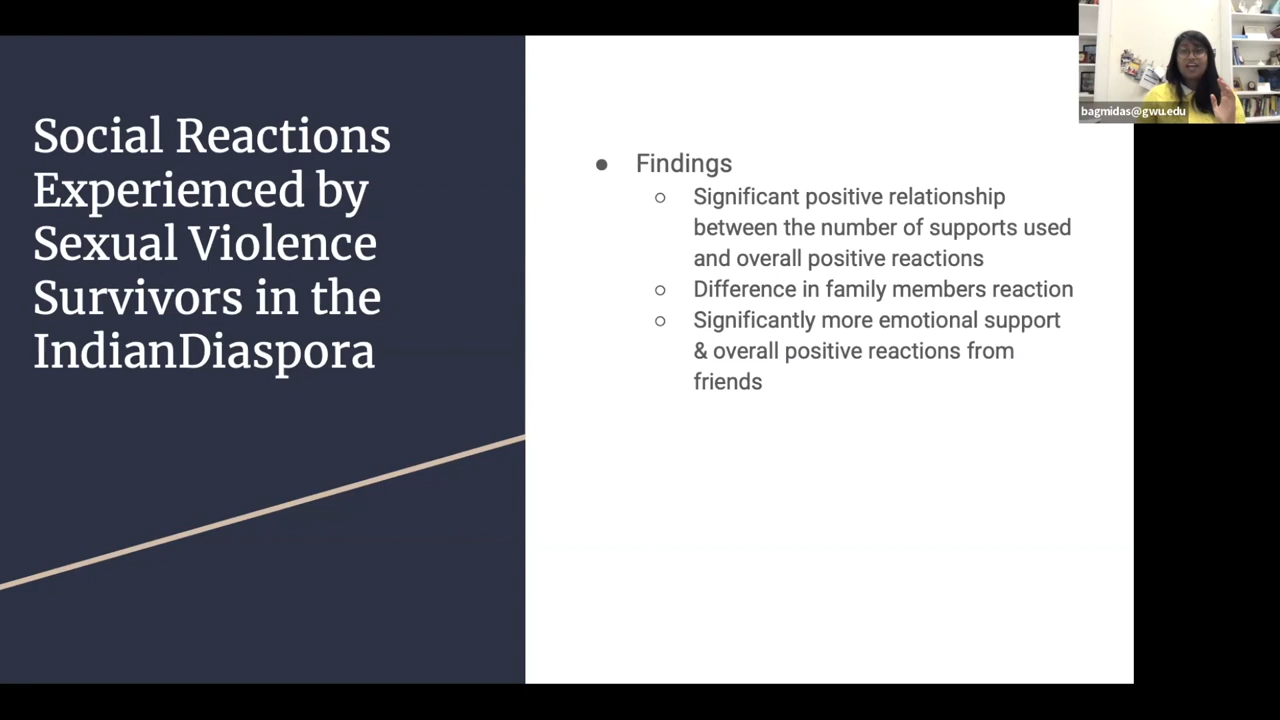 Social Reactions
Experienced by
Sexual Violence
Survivors in the
IndianDiaspora
● Findings
○ Significant positive relationship
between the number of supports used
and overall positive reactions
○ Difference in family members reaction
○ Significantly more emotional support
& overall positive reactions from
friends
bagmidas@gwu.edu